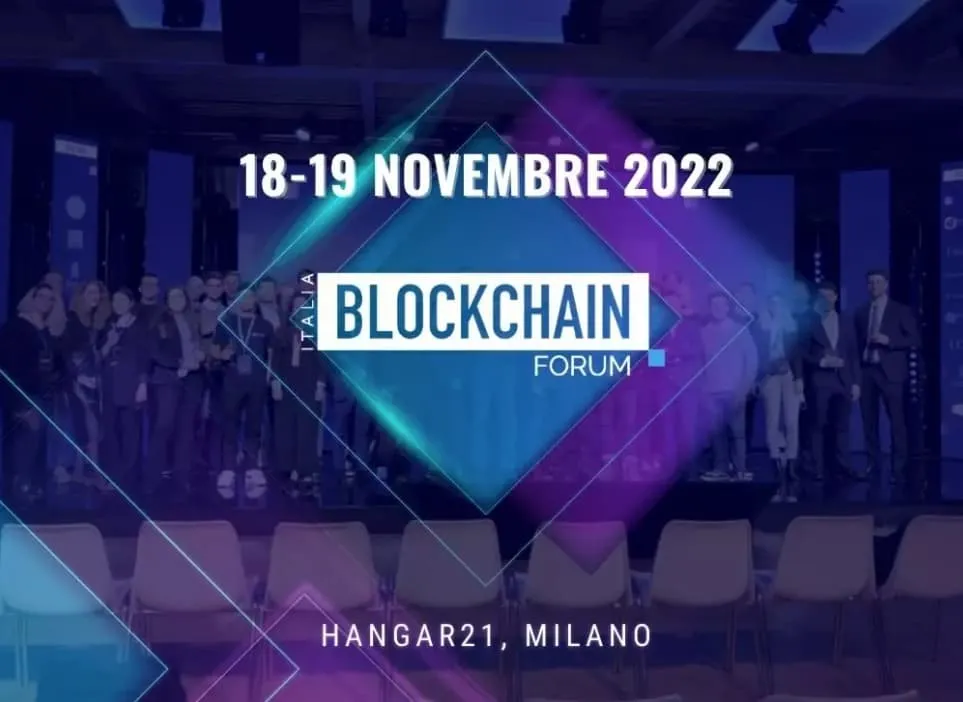 18-19 NOVEMBRE 2022
ITALIA
BLOCKCHAIN
FORUM
HANGAR21, MILANO